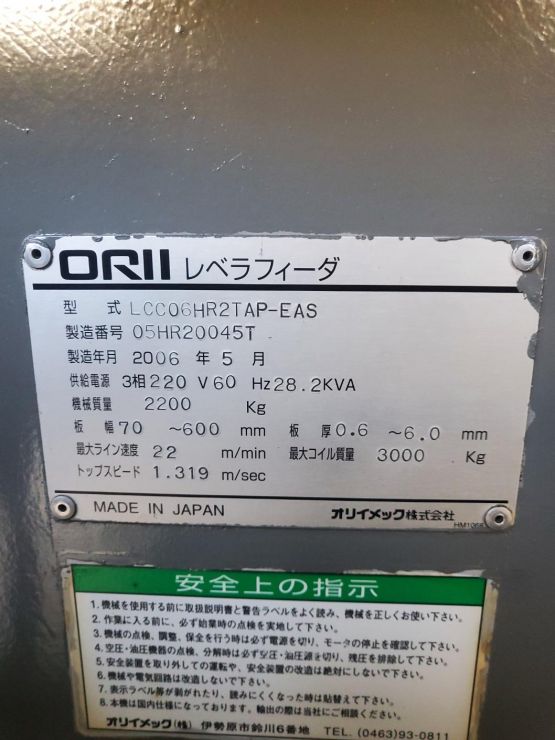 ORII レベラフィーダ
型 式 LCC06HR2TAP-EAS
製造番号 05HR20045T
製造年月 2006 年 5 月
供給電源 3相 220 V 60 Hz 28.2KVA
機械質量 2200 Kg
板 幅 70 ~600 mm 板 厚 0.6 ~6.0 mm
最大ライン速度 22 m/min 最大コイル質量 3000 Kg
トップスピード 1.319 m/sec
MADE IN JAPAN オリイメック株式会社
安全上の指示
1.機械を使用する前に取扱説明書と警告ラベルをよく読み、機械を正しくお使い下さい。
2.作業に入る前に、必ず始業時の点検を実地して下さい。
3.機械の点検、調整、保全を行う時は必ず電源を切り、モータの停止を確認して下さい。
4.空圧・油圧機器の点検、分解時は必ず空圧・油圧源を切り、残圧を排除して下さい。
5.安全装置を取り外しての運転や、安全装置の改造は絶対にしないで下さい。
6.機械や電気回路は改造しないで下さい。
7.表示ラベル等が剥がれたり、読みにくくなった時は貼替えて下さい。
8.本機は国内仕様になっております。輸出の際は当社にご相談ください。
オリイメック(株) 伊勢原市鈴川6番地 TEL.(0463)93-0811